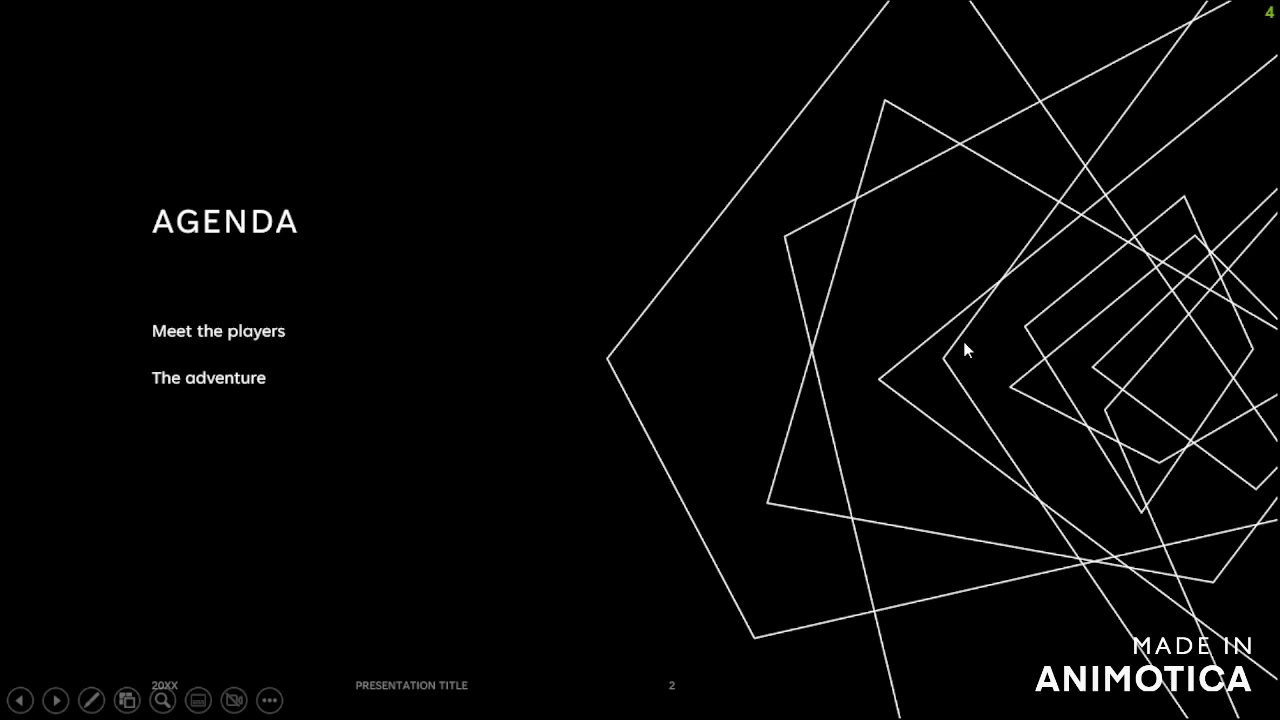 4
AGENDA
Meet the players
The adventure
20XX
PRESENTATION TITLE
2
MADE IN
ANIMOTICA